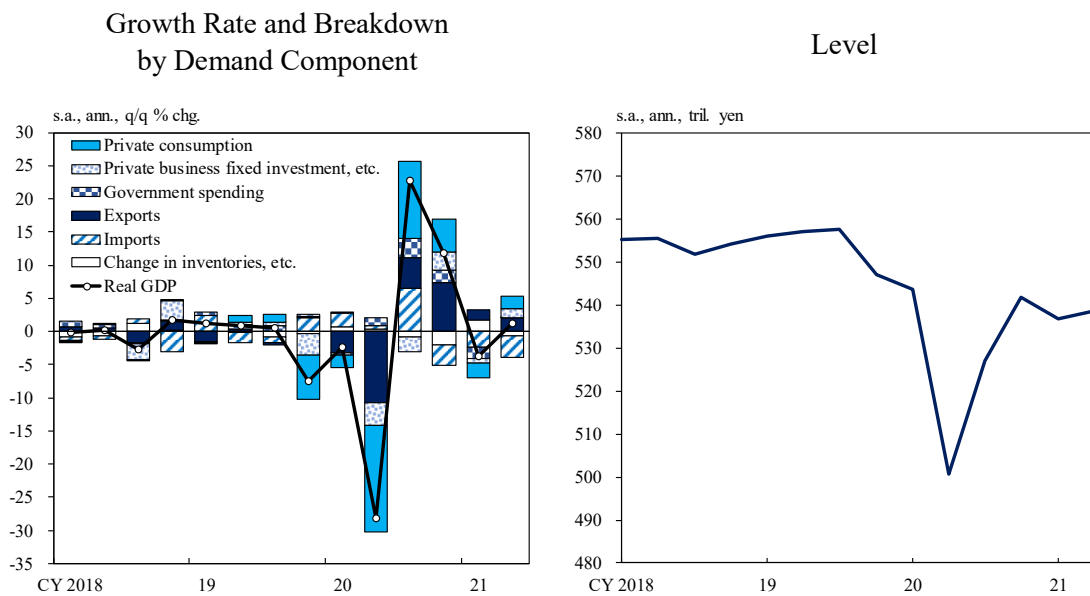 Growth Rate and Breakdown
by Demand Component
s.a., ann., q/q % chg.
30
25
20
15
10
5
0
-5
-10
-15
-20
-25
-30
-35
Private consumption
Private business fixed investment, etc.
Government spending
Exports
Imports
Change in inventories, etc.
Real GDP
CY 2018 19 20 21
Level
s.a., ann., tril. yen
580
570
560
550
540
530
520
510
500
490
480
CY 2018 19 20 21